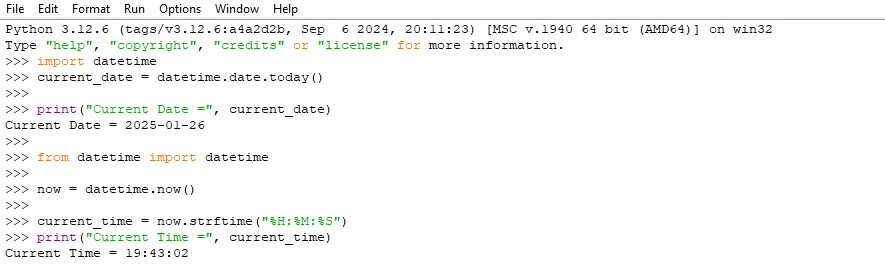 File Edit Format Run Options Window Help
Python 3.12.6 (tags/v3.12.6:a4a2d2b, Sep  6 2024, 20:11:23) [MSC v.1940 64 bit (AMD64)] on win32
Type "help", "copyright", "credits" or "license" for more information.
>>> import datetime
>>> current_date = datetime.date.today()
>>>
>>> print("Current Date =", current_date)
Current Date = 2025-01-26
>>>
>>> from datetime import datetime
>>>
>>> now = datetime.now()
>>>
>>> current_time = now.strftime("%H:%M:%S")
>>> print("Current Time =", current_time)
Current Time = 19:43:02